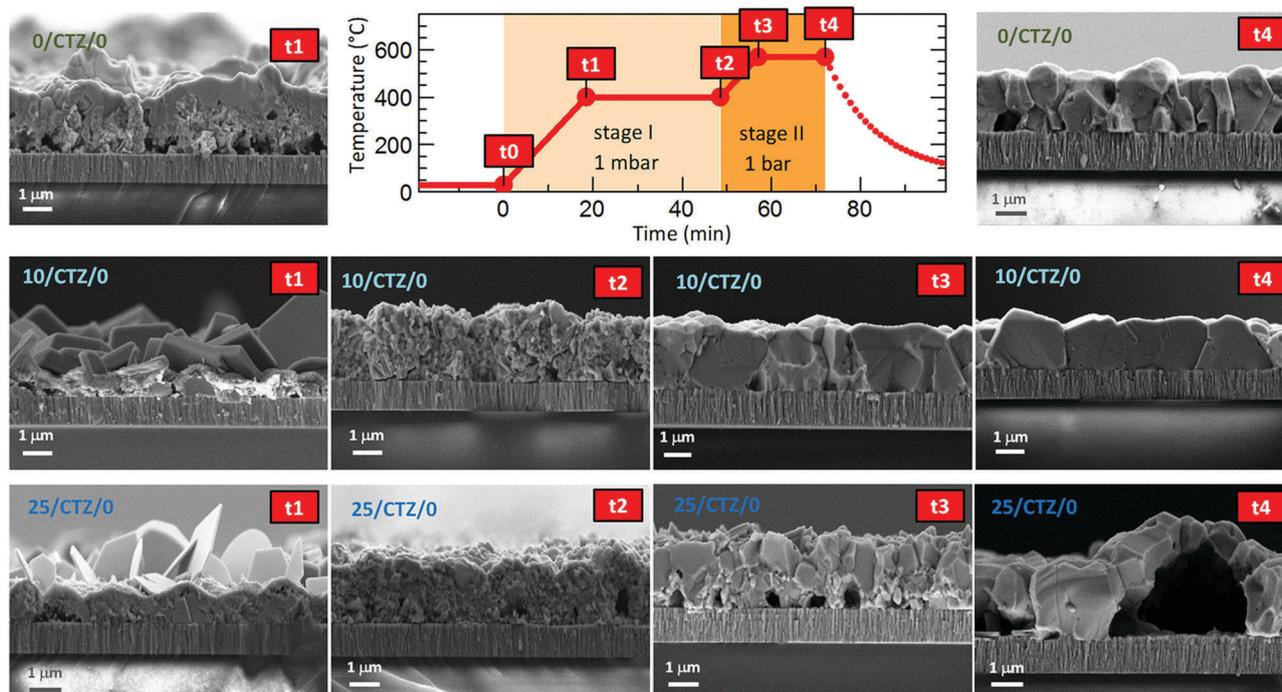 0/CTZ/0
t1
1 μm
Temperature (°C)
600
400
200
0
t0
t1
t2
t3
t4
stage I
1 mbar
stage II
1 bar
0
20
40
60
80
Time (min)
0/CTZ/0
t4
1 μm
10/CTZ/0
t1
1 μm
10/CTZ/0
t2
1 μm
10/CTZ/0
t3
1 μm
10/CTZ/0
t4
1 μm
25/CTZ/0
t1
1 μm
25/CTZ/0
t2
1 μm
25/CTZ/0
t3
1 μm
25/CTZ/0
t4
1 μm